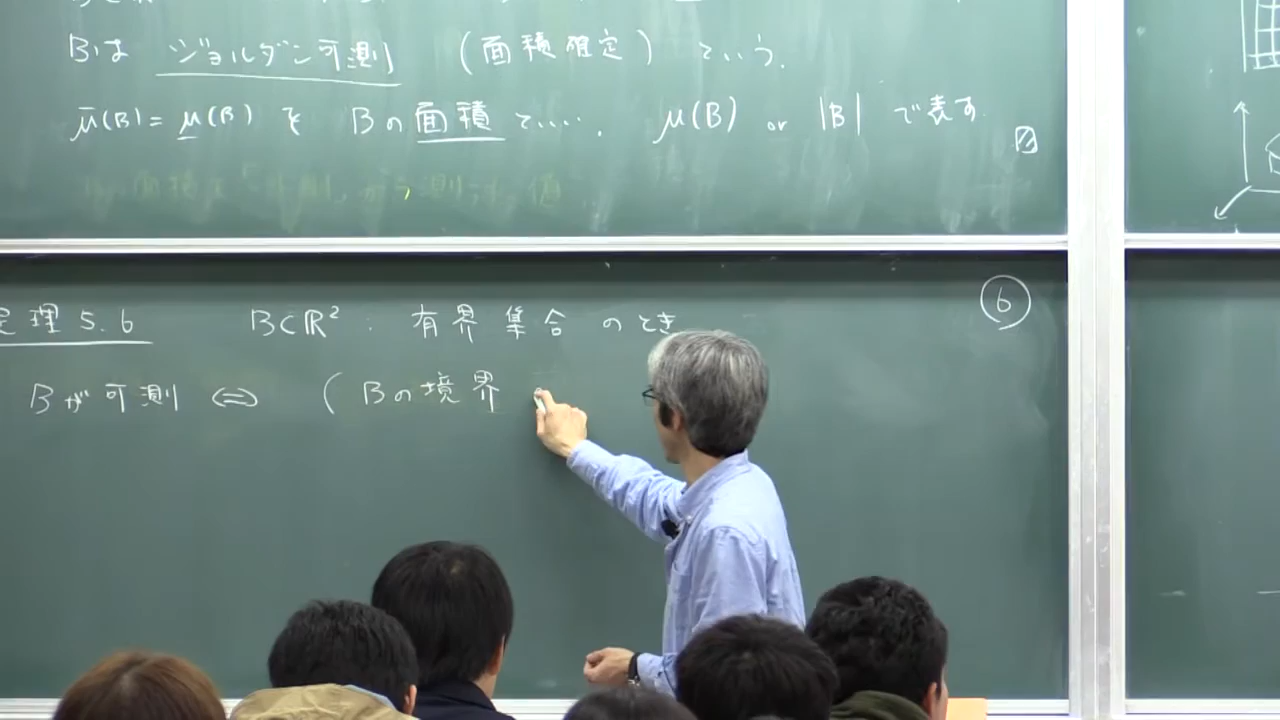 Bは ジョルダン可測 (面積確定) という.
μ̄(B) = μ̲(B) を Bの面積といい, μ(B) or |B| で表す.
定理 5.6 B⊂ℝ²: 有界集合 のとき
⑥
Bが可測 ⇔ (Bの境界